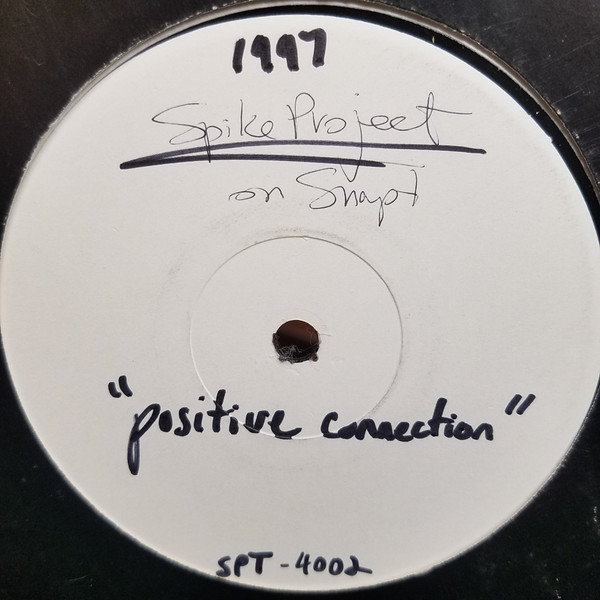 1997
Spike Project
on Snapt
"positive connection"
SPT-4002